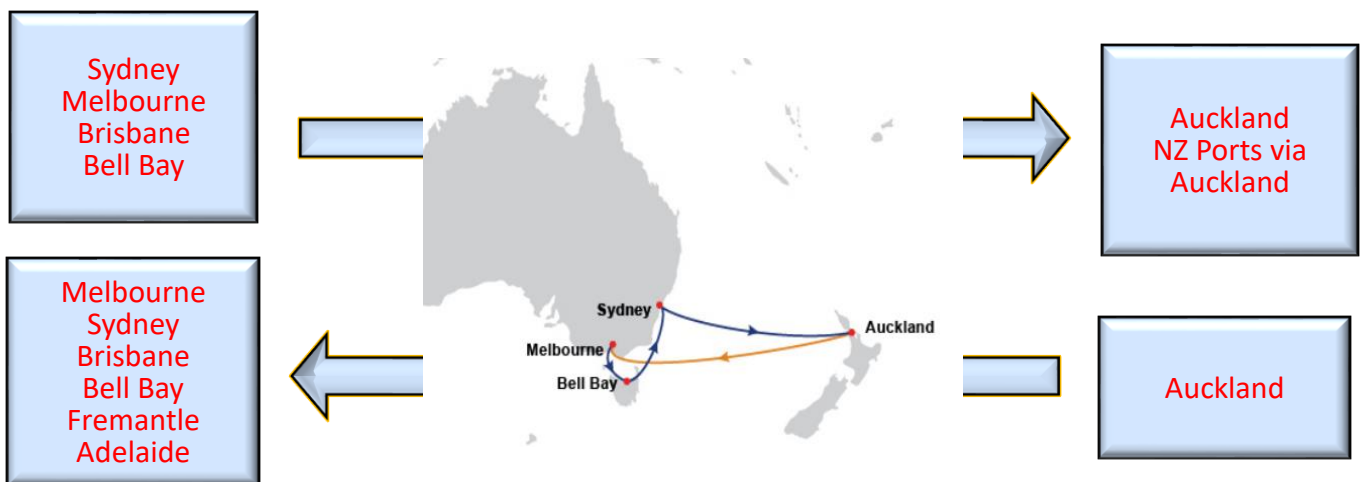 Sydney
Melbourne
Brisbane
Bell Bay
Auckland
NZ Ports via
Auckland
Sydney
Auckland
Melbourne
Bell Bay
Melbourne
Sydney
Brisbane
Bell Bay
Fremantle
Adelaide
Auckland